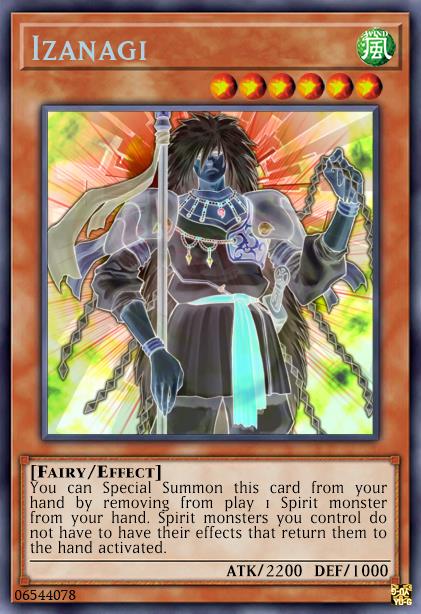 IZANAGI
WIND
風
[FAIRY/EFFECT]
You can Special Summon this card from your
hand by removing from play 1 Spirit monster
from your hand. Spirit monsters you control do
not have to have their effects that return them to
the hand activated.
ATK/2200 DEF/1000
06544078